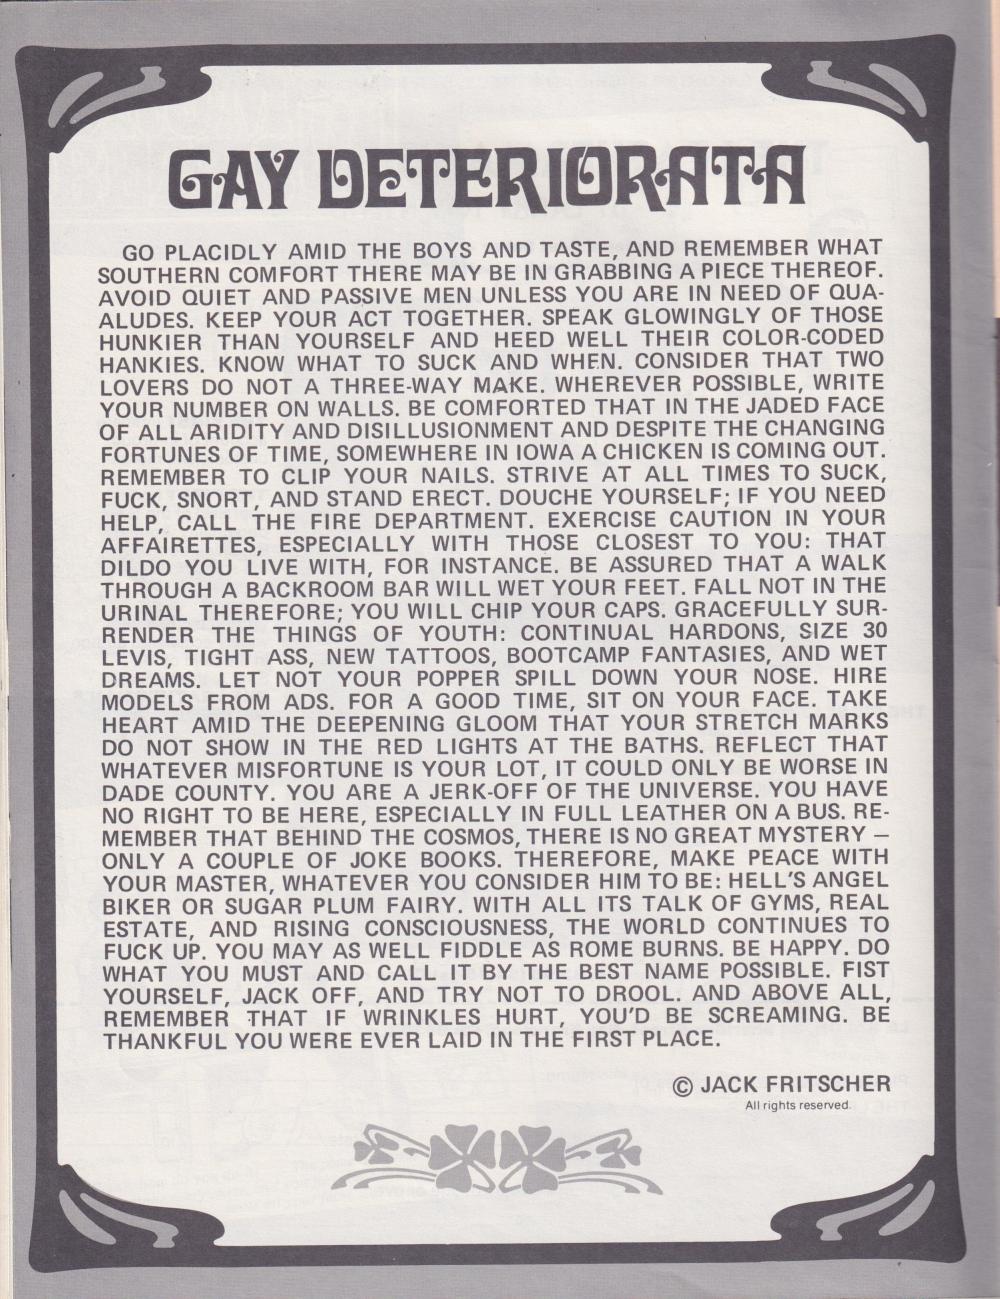 GAY DETERIORATA
GO PLACIDLY AMID THE BOYS AND TASTE, AND REMEMBER WHAT
SOUTHERN COMFORT THERE MAY BE IN GRABBING A PIECE THEREOF.
AVOID QUIET AND PASSIVE MEN UNLESS YOU ARE IN NEED OF QUA-
ALUDES. KEEP YOUR ACT TOGETHER. SPEAK GLOWINGLY OF THOSE
HUNKIER THAN YOURSELF AND HEED WELL THEIR COLOR-CODED
HANKIES. KNOW WHAT TO SUCK AND WHEN. CONSIDER THAT TWO
LOVERS DO NOT A THREE-WAY MAKE. WHEREVER POSSIBLE, WRITE
YOUR NUMBER ON WALLS. BE COMFORTED THAT IN THE JADED FACE
OF ALL ARIDITY AND DISILLUSIONMENT AND DESPITE THE CHANGING
FORTUNES OF TIME, SOMEWHERE IN IOWA A CHICKEN IS COMING OUT.
REMEMBER TO CLIP YOUR NAILS. STRIVE AT ALL TIMES TO SUCK,
FUCK, SNORT, AND STAND ERECT. DOUCHE YOURSELF; IF YOU NEED
HELP, CALL THE FIRE DEPARTMENT. EXERCISE CAUTION IN YOUR
AFFAIRETTES, ESPECIALLY WITH THOSE CLOSEST TO YOU: THAT
DILDO YOU LIVE WITH, FOR INSTANCE. BE ASSURED THAT A WALK
THROUGH A BACKROOM BAR WILL WET YOUR FEET. FALL NOT IN THE
URINAL THEREFORE; YOU WILL CHIP YOUR CAPS. GRACEFULLY SUR-
RENDER THE THINGS OF YOUTH: CONTINUAL HARDONS, SIZE 30
LEVIS, TIGHT ASS, NEW TATTOOS, BOOTCAMP FANTASIES, AND WET
DREAMS. LET NOT YOUR POPPER SPILL DOWN YOUR NOSE. HIRE
MODELS FROM ADS. FOR A GOOD TIME, SIT ON YOUR FACE. TAKE
HEART AMID THE DEEPENING GLOOM THAT YOUR STRETCH MARKS
DO NOT SHOW IN THE RED LIGHTS AT THE BATHS. REFLECT THAT
WHATEVER MISFORTUNE IS YOUR LOT, IT COULD ONLY BE WORSE IN
DADE COUNTY. YOU ARE A JERK-OFF OF THE UNIVERSE. YOU HAVE
NO RIGHT TO BE HERE, ESPECIALLY IN FULL LEATHER ON A BUS. RE-
MEMBER THAT BEHIND THE COSMOS, THERE IS NO GREAT MYSTERY —
ONLY A COUPLE OF JOKE BOOKS. THEREFORE, MAKE PEACE WITH
YOUR MASTER, WHATEVER YOU CONSIDER HIM TO BE: HELL'S ANGEL
BIKER OR SUGAR PLUM FAIRY. WITH ALL ITS TALK OF GYMS, REAL
ESTATE, AND RISING CONSCIOUSNESS, THE WORLD CONTINUES TO
FUCK UP. YOU MAY AS WELL FIDDLE AS ROME BURNS. BE HAPPY. DO
WHAT YOU MUST AND CALL IT BY THE BEST NAME POSSIBLE. FIST
YOURSELF, JACK OFF, AND TRY NOT TO DROOL. AND ABOVE ALL,
REMEMBER THAT IF WRINKLES HURT, YOU'D BE SCREAMING. BE
THANKFUL YOU WERE EVER LAID IN THE FIRST PLACE.
© JACK FRITSCHER
All rights reserved.